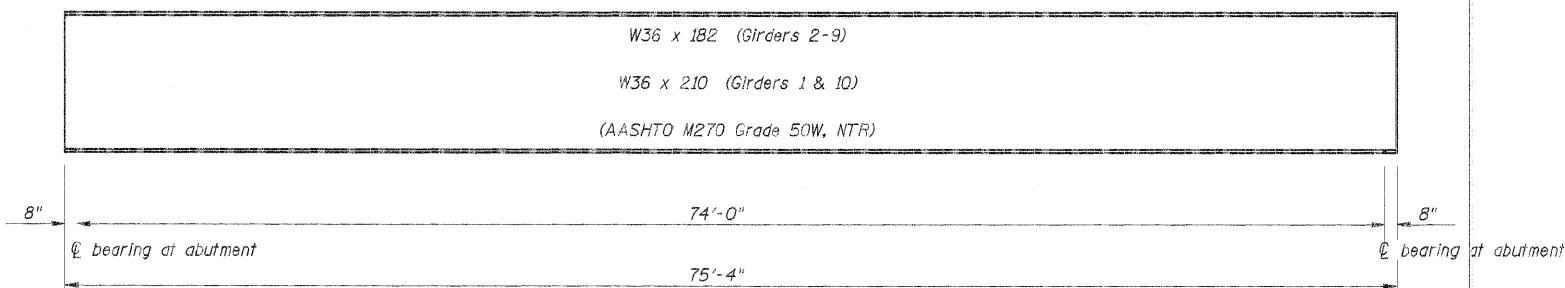 W36 x 182 (Girders 2-9)
W36 x 210 (Girders 1 & 10)
(AASHTO M270 Grade 50W, NTR)
8" 74'-0" 8"
℄ bearing at abutment ℄ bearing at abutment
75'-4"